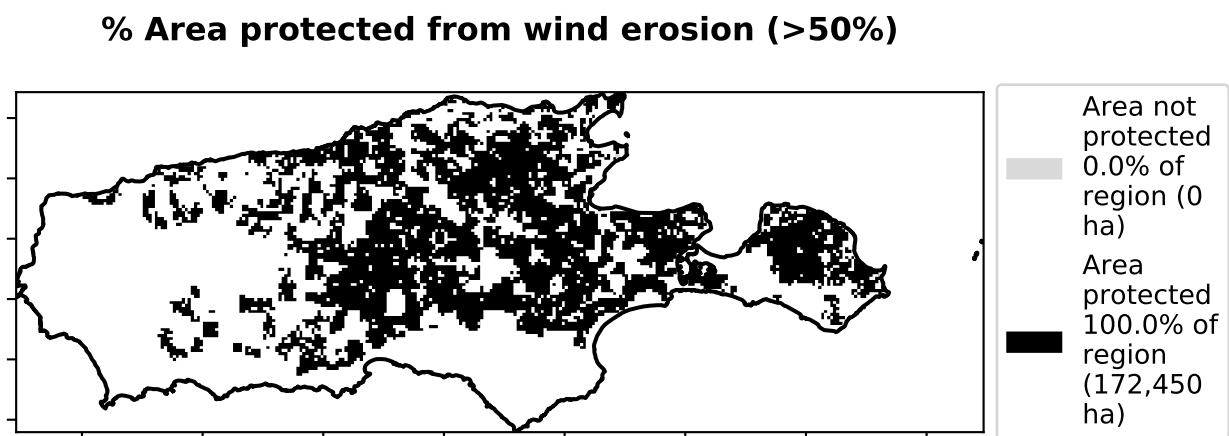 % Area protected from wind erosion (>50%)
Area not
protected
0.0% of
region (0
ha)
Area
protected
100.0% of
region
(172,450
ha)